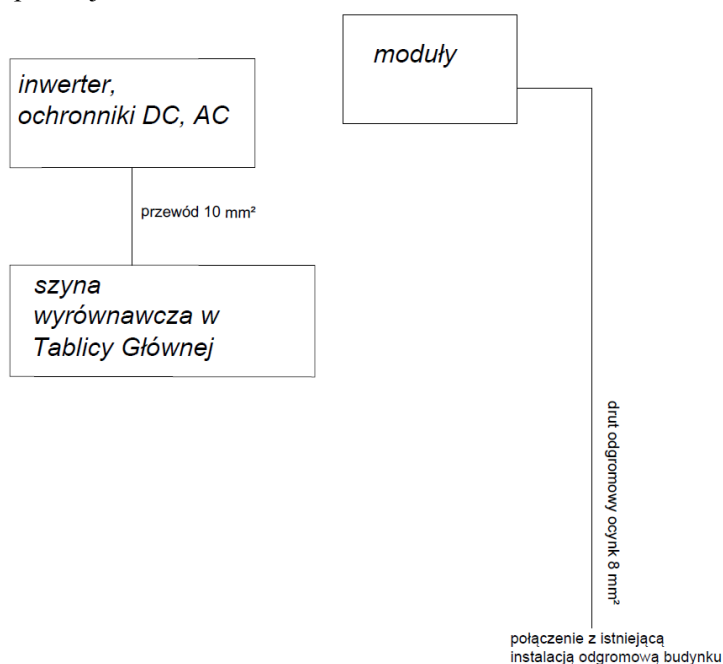 moduły
inwerter,
ochronniki DC, AC
przewód 10 mm²
szyna
wyrównawcza w
Tablicy Głównej
drut odgromowy ocynk 8 mm²
połączenie z istniejącą
instalacją odgromową budynku